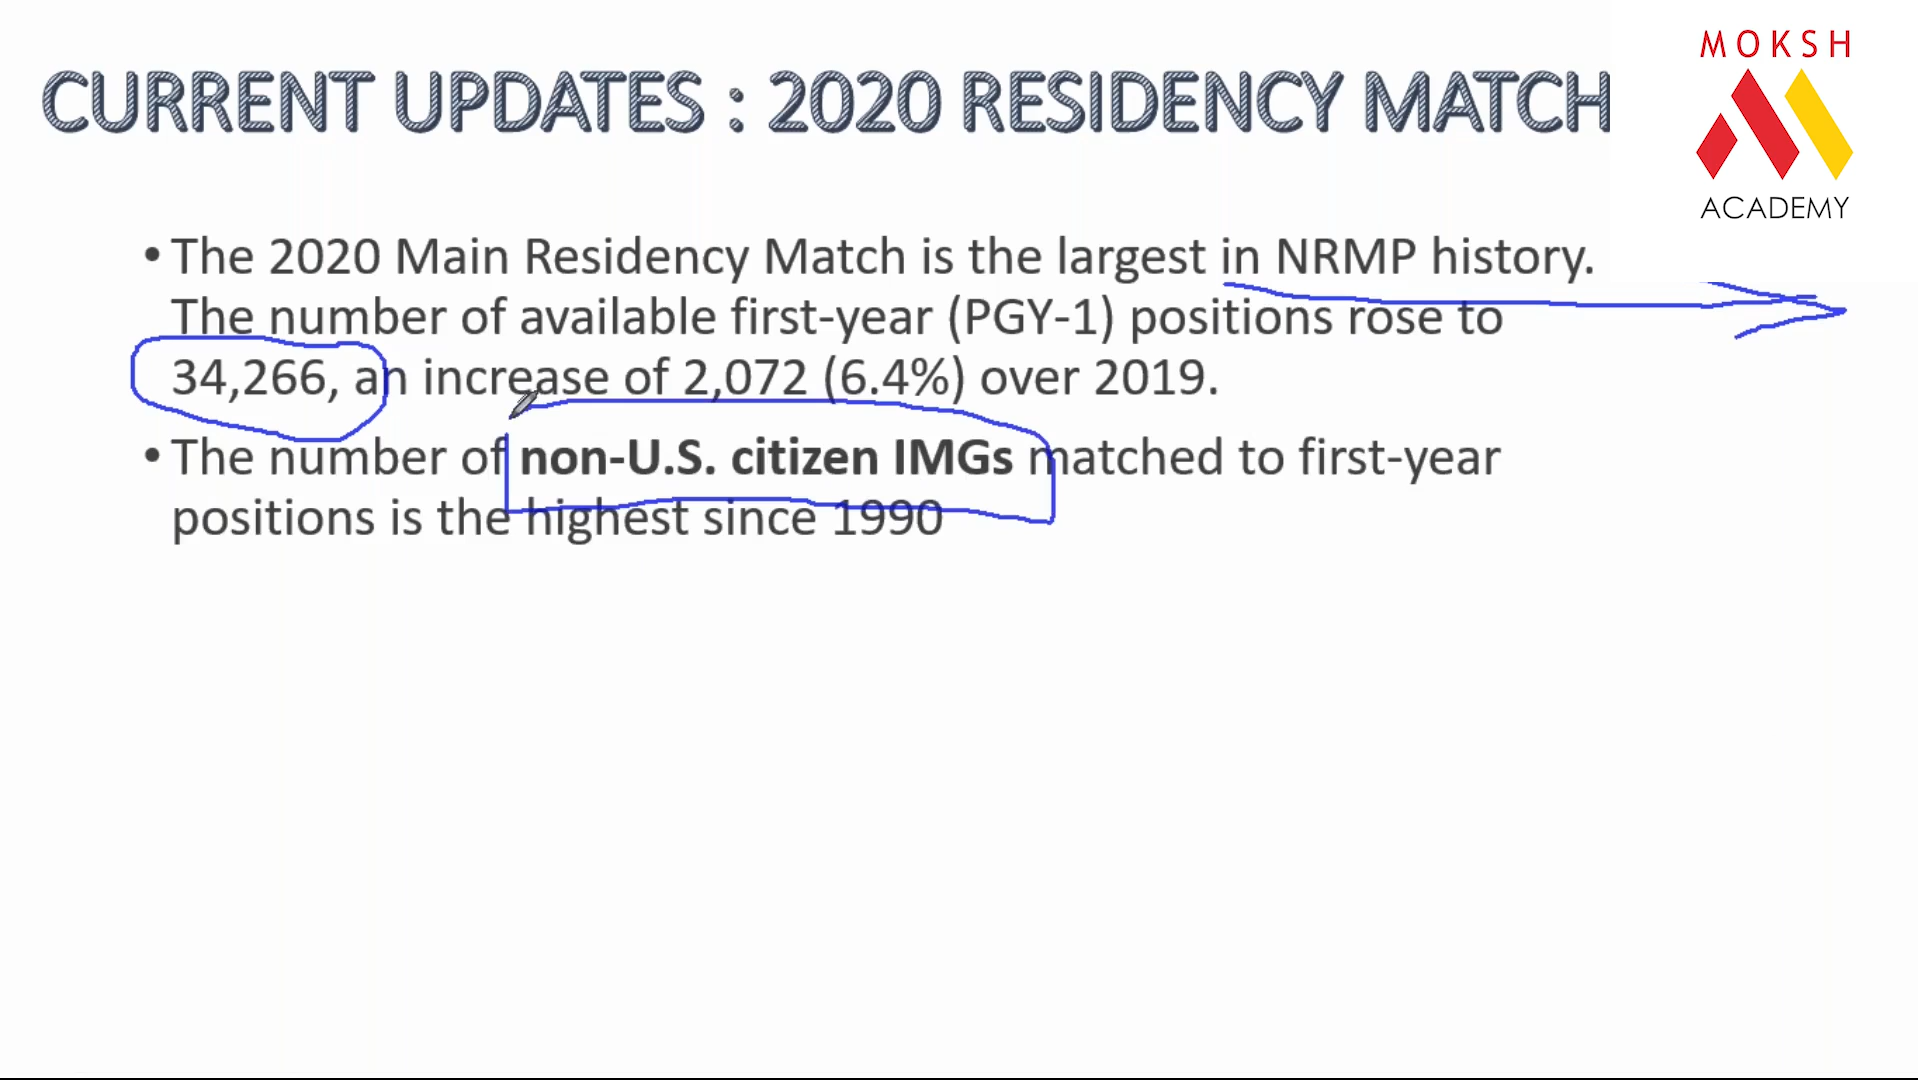 MOKSH
ACADEMY
CURRENT UPDATES : 2020 RESIDENCY MATCH
• The 2020 Main Residency Match is the largest in NRMP history.
The number of available first-year (PGY-1) positions rose to
34,266, an increase of 2,072 (6.4%) over 2019.
• The number of non-U.S. citizen IMGs matched to first-year
positions is the highest since 1990